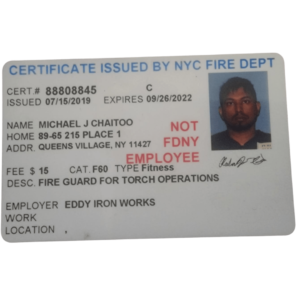 CERTIFICATE ISSUED BY NYC FIRE DEPT
CERT.# 88808845 C
ISSUED 07/15/2019 EXPIRES 09/26/2022
NAME MICHAEL J CHAITOO
HOME 89-65 215 PLACE 1
ADDR. QUEENS VILLAGE, NY 11427
NOT
FDNY
EMPLOYEE
FEE $ 15 CAT. F60 TYPE Fitness
DESC. FIRE GUARD FOR TORCH OPERATIONS
EMPLOYER EDDY IRON WORKS
WORK
LOCATION .